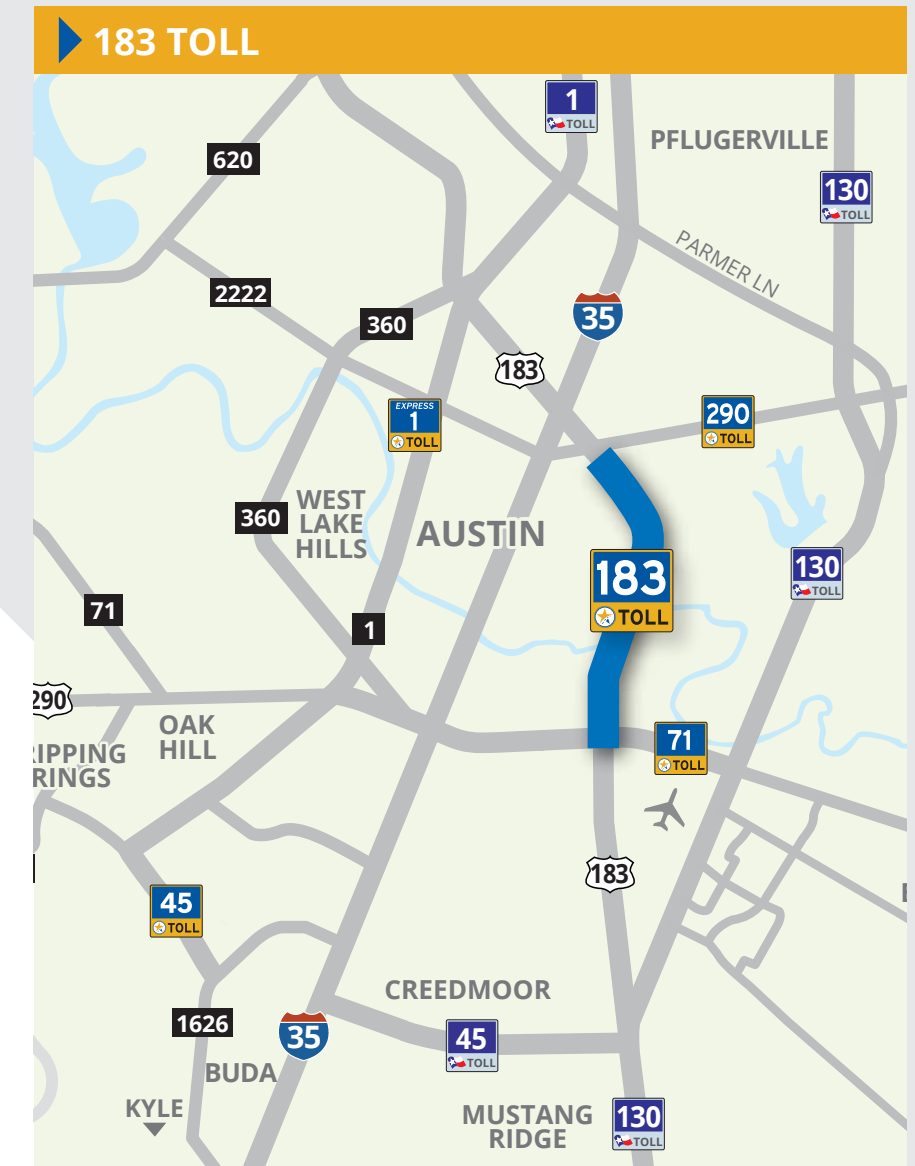 183 TOLL
1
TOLL
PFLUGERVILLE
620
130
TOLL
PARMER LN
2222
360
35
183
EXPRESS
1
TOLL
290
TOLL
WEST
LAKE
HILLS
360
AUSTIN
183
TOLL
130
TOLL
71
1
290
OAK
HILL
RIPPING
RINGS
71
TOLL
183
45
TOLL
CREEDMOOR
1626
35
45
TOLL
BUDA
KYLE
MUSTANG
RIDGE
130
TOLL